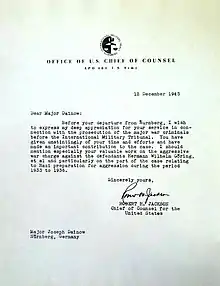 OFFICE OF U.S. CHIEF OF COUNSEL
APO 403 U S Army
15 December 1945
Dear Major Dainow:
Before your departure from Nurnberg, I wish
to express my deep appreciation for your service in con-
nection with the prosecution of the major war criminals
before the International Military Tribunal. You have
given unstintingly of your time and efforts and have
made an important contribution to the case. I should
mention especially your valuable work on the aggressive
war charge against the defendants Herman Wilhelm Göring,
et al and particularly on the part of the case relating
to Nazi preparation for aggression during the period
1933 to 1936.
Sincerely yours,
ROBERT H. JACKSON
Chief of Counsel for the
United States
Major Joseph Dainow
Nürnberg, Germany